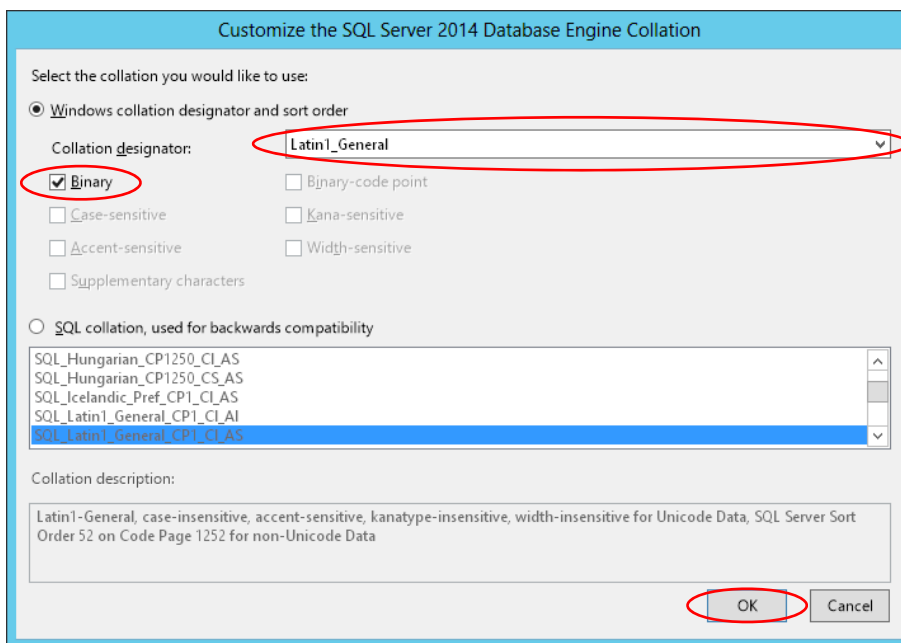 Customize the SQL Server 2014 Database Engine Collation
Select the collation you would like to use:
Windows collation designator and sort order
Collation designator:
Latin1_General
Binary
Binary-code point
Case-sensitive
Kana-sensitive
Accent-sensitive
Width-sensitive
Supplementary characters
SQL collation, used for backwards compatibility
SQL_Hungarian_CP1250_CI_AS
SQL_Hungarian_CP1250_CS_AS
SQL_Icelandic_Pref_CP1_CI_AS
SQL_Latin1_General_CP1_CI_AI
SQL_Latin1_General_CP1_CI_AS
Collation description:
Latin1-General, case-insensitive, accent-sensitive, kanatype-insensitive, width-insensitive for Unicode Data, SQL Server Sort
Order 52 on Code Page 1252 for non-Unicode Data
OK
Cancel